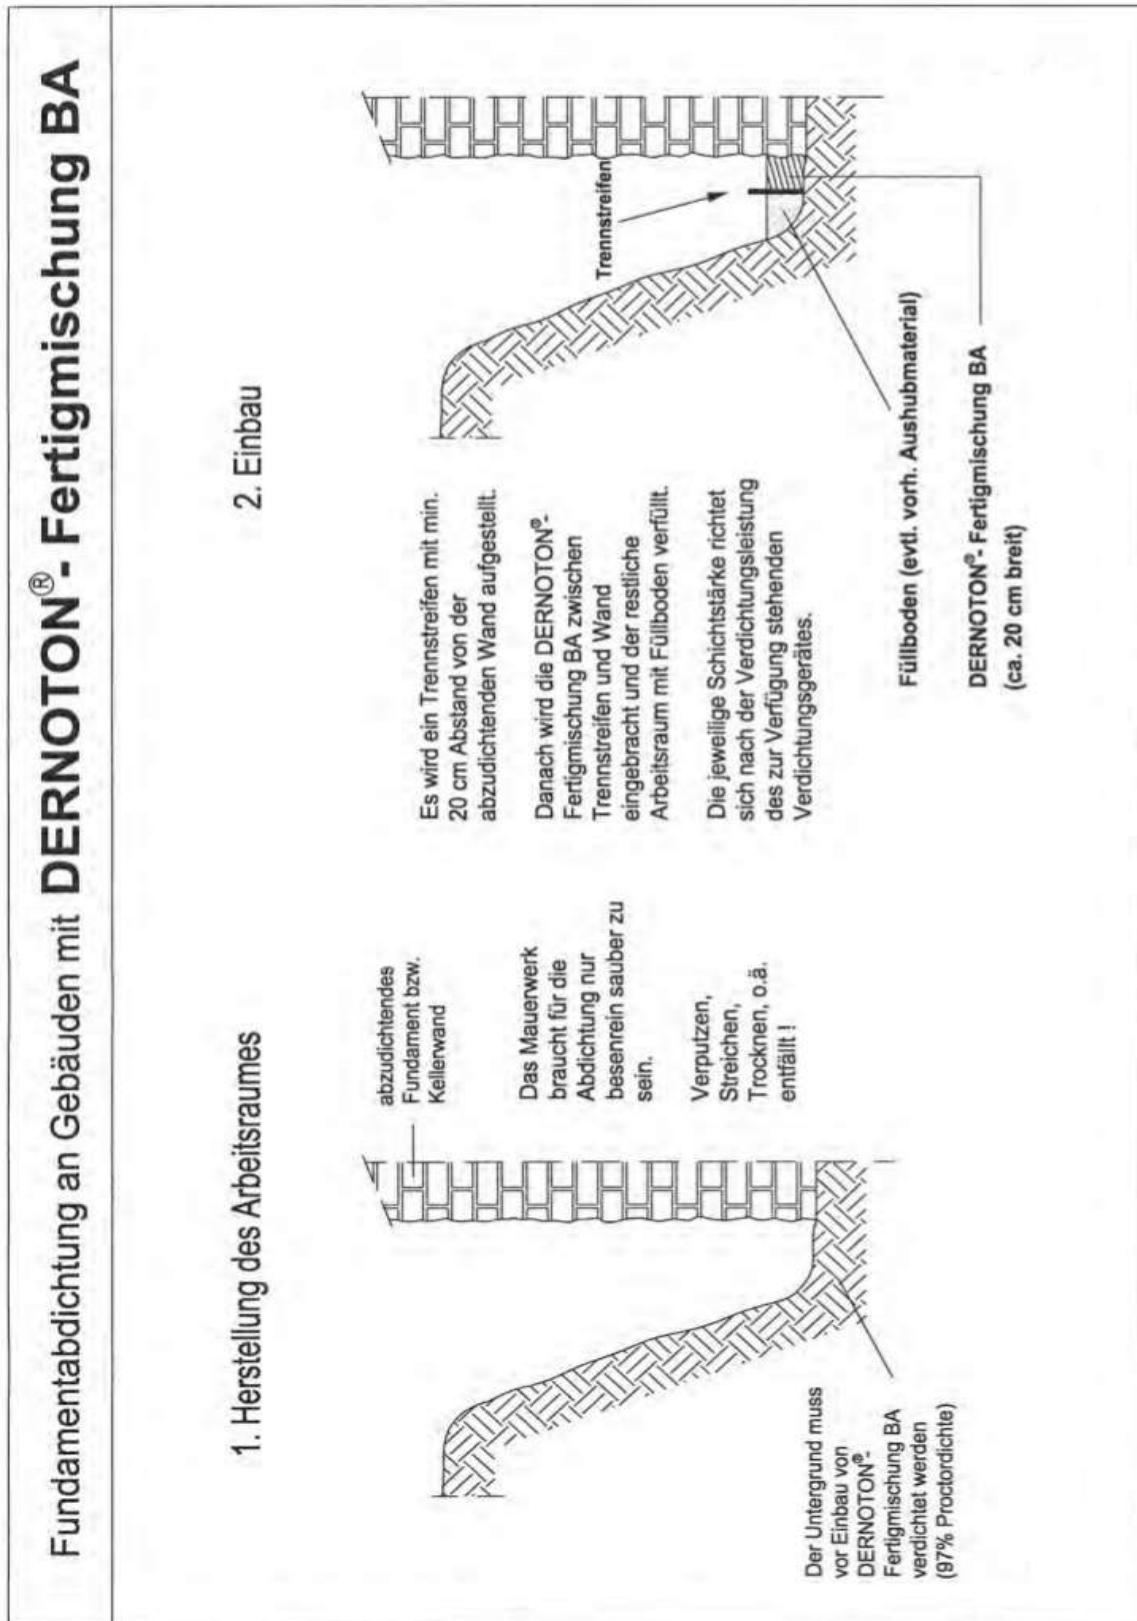 Fundamentabdichtung an Gebäuden mit DERNOTON®- Fertigmischung BA
1. Herstellung des Arbeitsraumes
abzudichtendes
Fundament bzw.
Kellerwand
Das Mauerwerk
braucht für die
Abdichtung nur
besenrein sauber zu
sein.
Verputzen,
Streichen,
Trocknen, o.ä.
entfällt !
Der Untergrund muss
vor Einbau von
DERNOTON®-
Fertigmischung BA
verdichtet werden
(97% Proctordichte)
2. Einbau
Es wird ein Trennstreifen mit min.
20 cm Abstand von der
abzudichtenden Wand aufgestellt.
Danach wird die DERNOTON®-
Fertigmischung BA zwischen
Trennstreifen und Wand
eingebracht und der restliche
Arbeitsraum mit Füllboden verfüllt.
Die jeweilige Schichtstärke richtet
sich nach der Verdichtungsleistung
des zur Verfügung stehenden
Verdichtungsgerätes.
Trennstreifen
Füllboden (evtl. vorh. Aushubmaterial)
DERNOTON®- Fertigmischung BA
(ca. 20 cm breit)